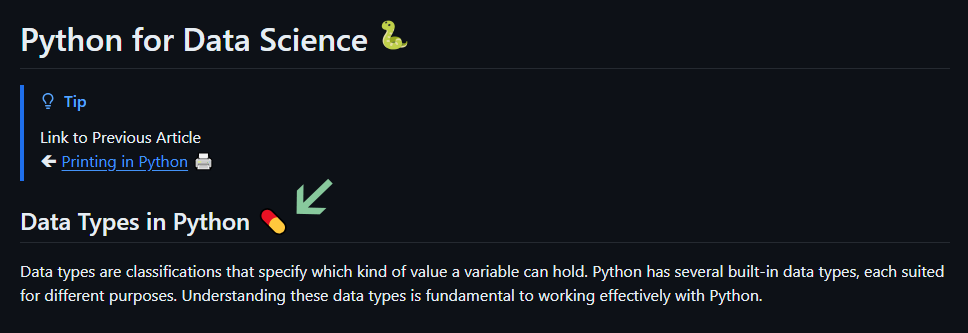 Python for Data Science 🐍
Tip
Link to Previous Article
🡸 Printing in Python 🖨️
Data Types in Python 💊
Data types are classifications that specify which kind of value a variable can hold. Python has several built-in data types, each suited
for different purposes. Understanding these data types is fundamental to working effectively with Python.